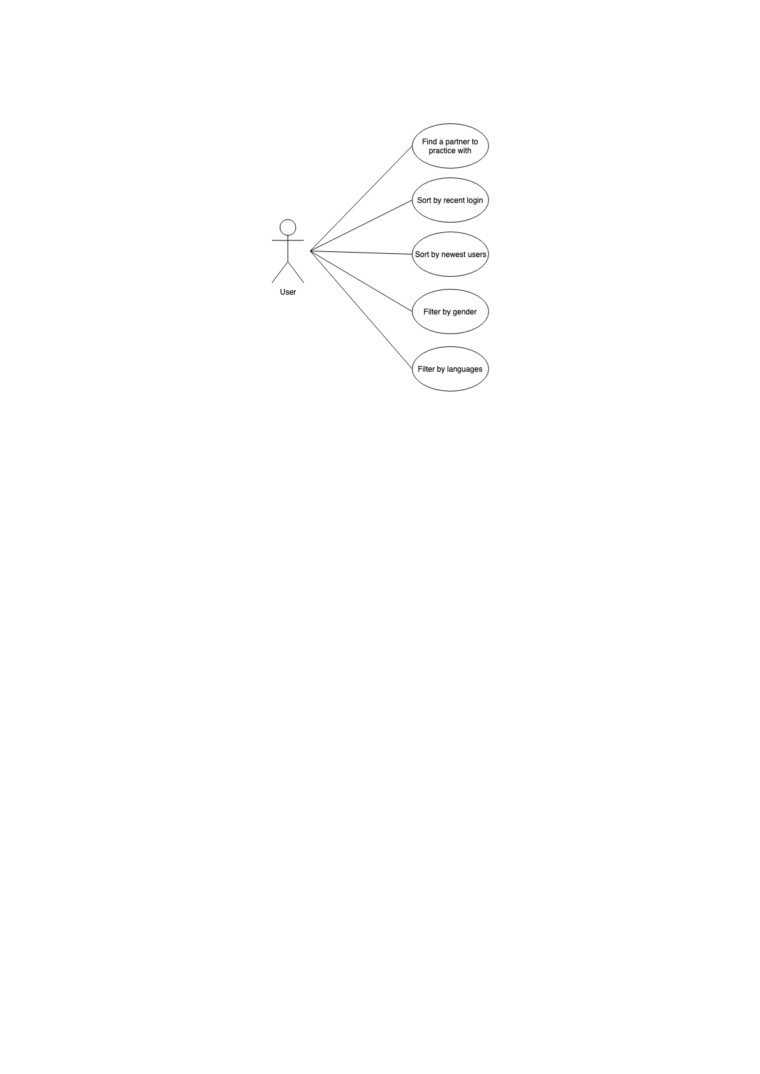 Find a partner to
practice with
Sort by recent login
Sort by newest users
Filter by gender
Filter by languages
User